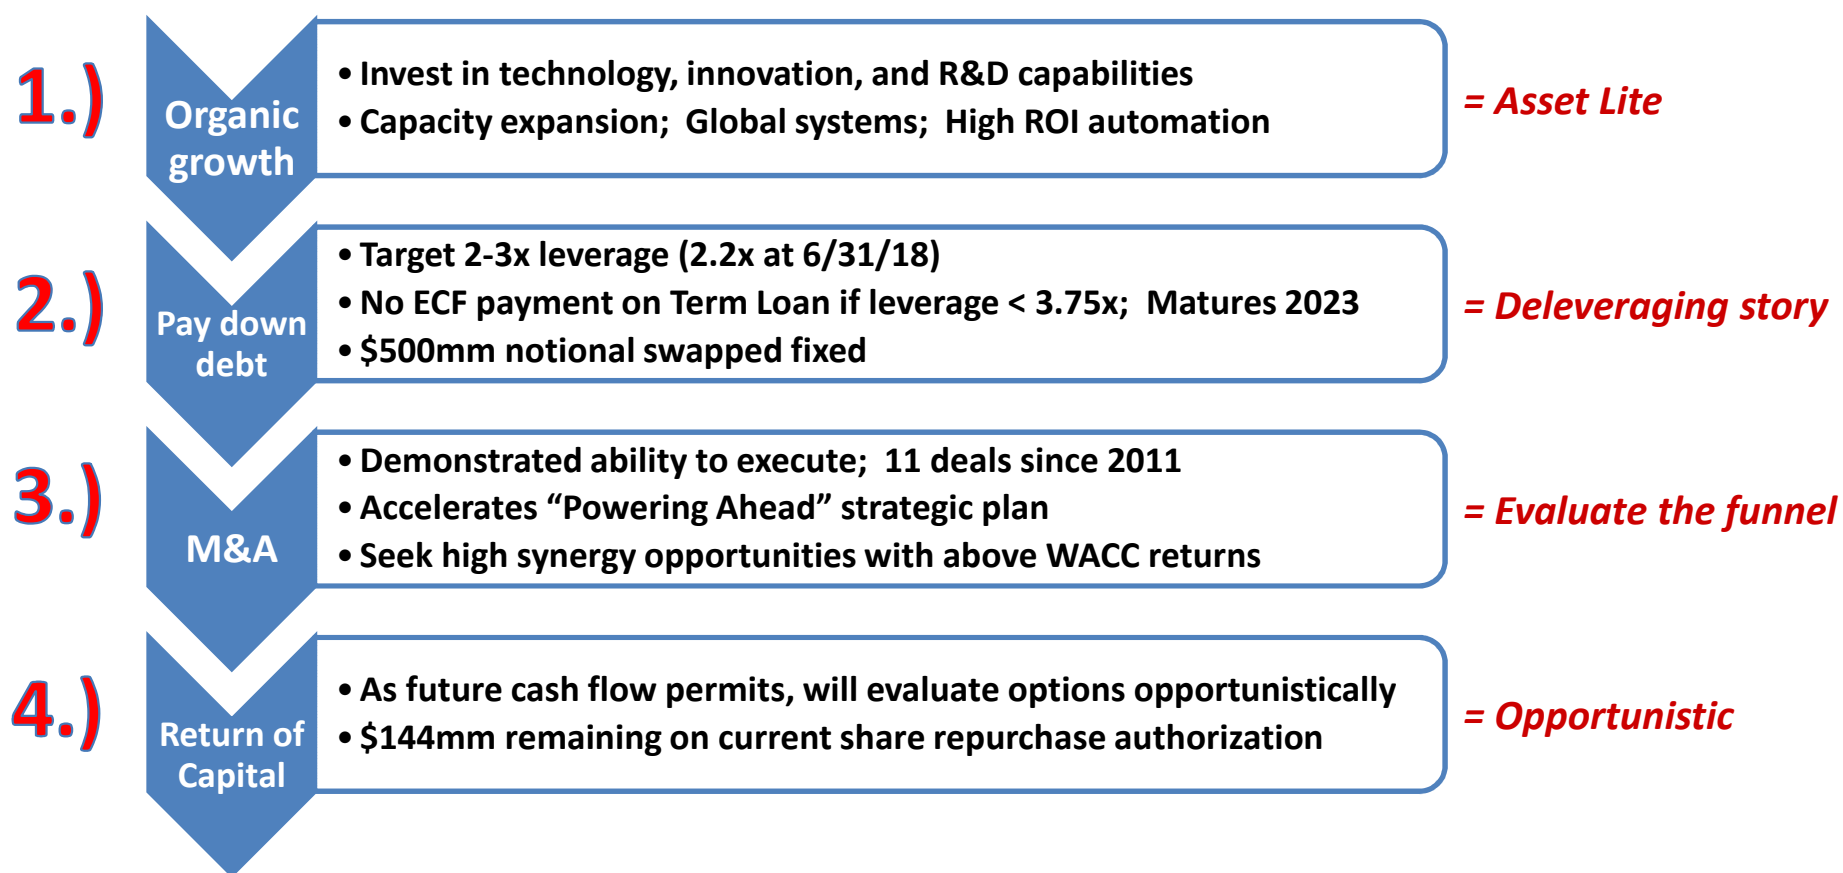 1.)
Organic
growth
• Invest in technology, innovation, and R&D capabilities
• Capacity expansion;  Global systems;  High ROI automation
= Asset Lite
2.)
Pay down
debt
• Target 2-3x leverage (2.2x at 6/31/18)
• No ECF payment on Term Loan if leverage < 3.75x;  Matures 2023
• $500mm notional swapped fixed
= Deleveraging story
3.)
M&A
• Demonstrated ability to execute;  11 deals since 2011
• Accelerates “Powering Ahead” strategic plan
• Seek high synergy opportunities with above WACC returns
= Evaluate the funnel
4.)
Return of
Capital
• As future cash flow permits, will evaluate options opportunistically
• $144mm remaining on current share repurchase authorization
= Opportunistic